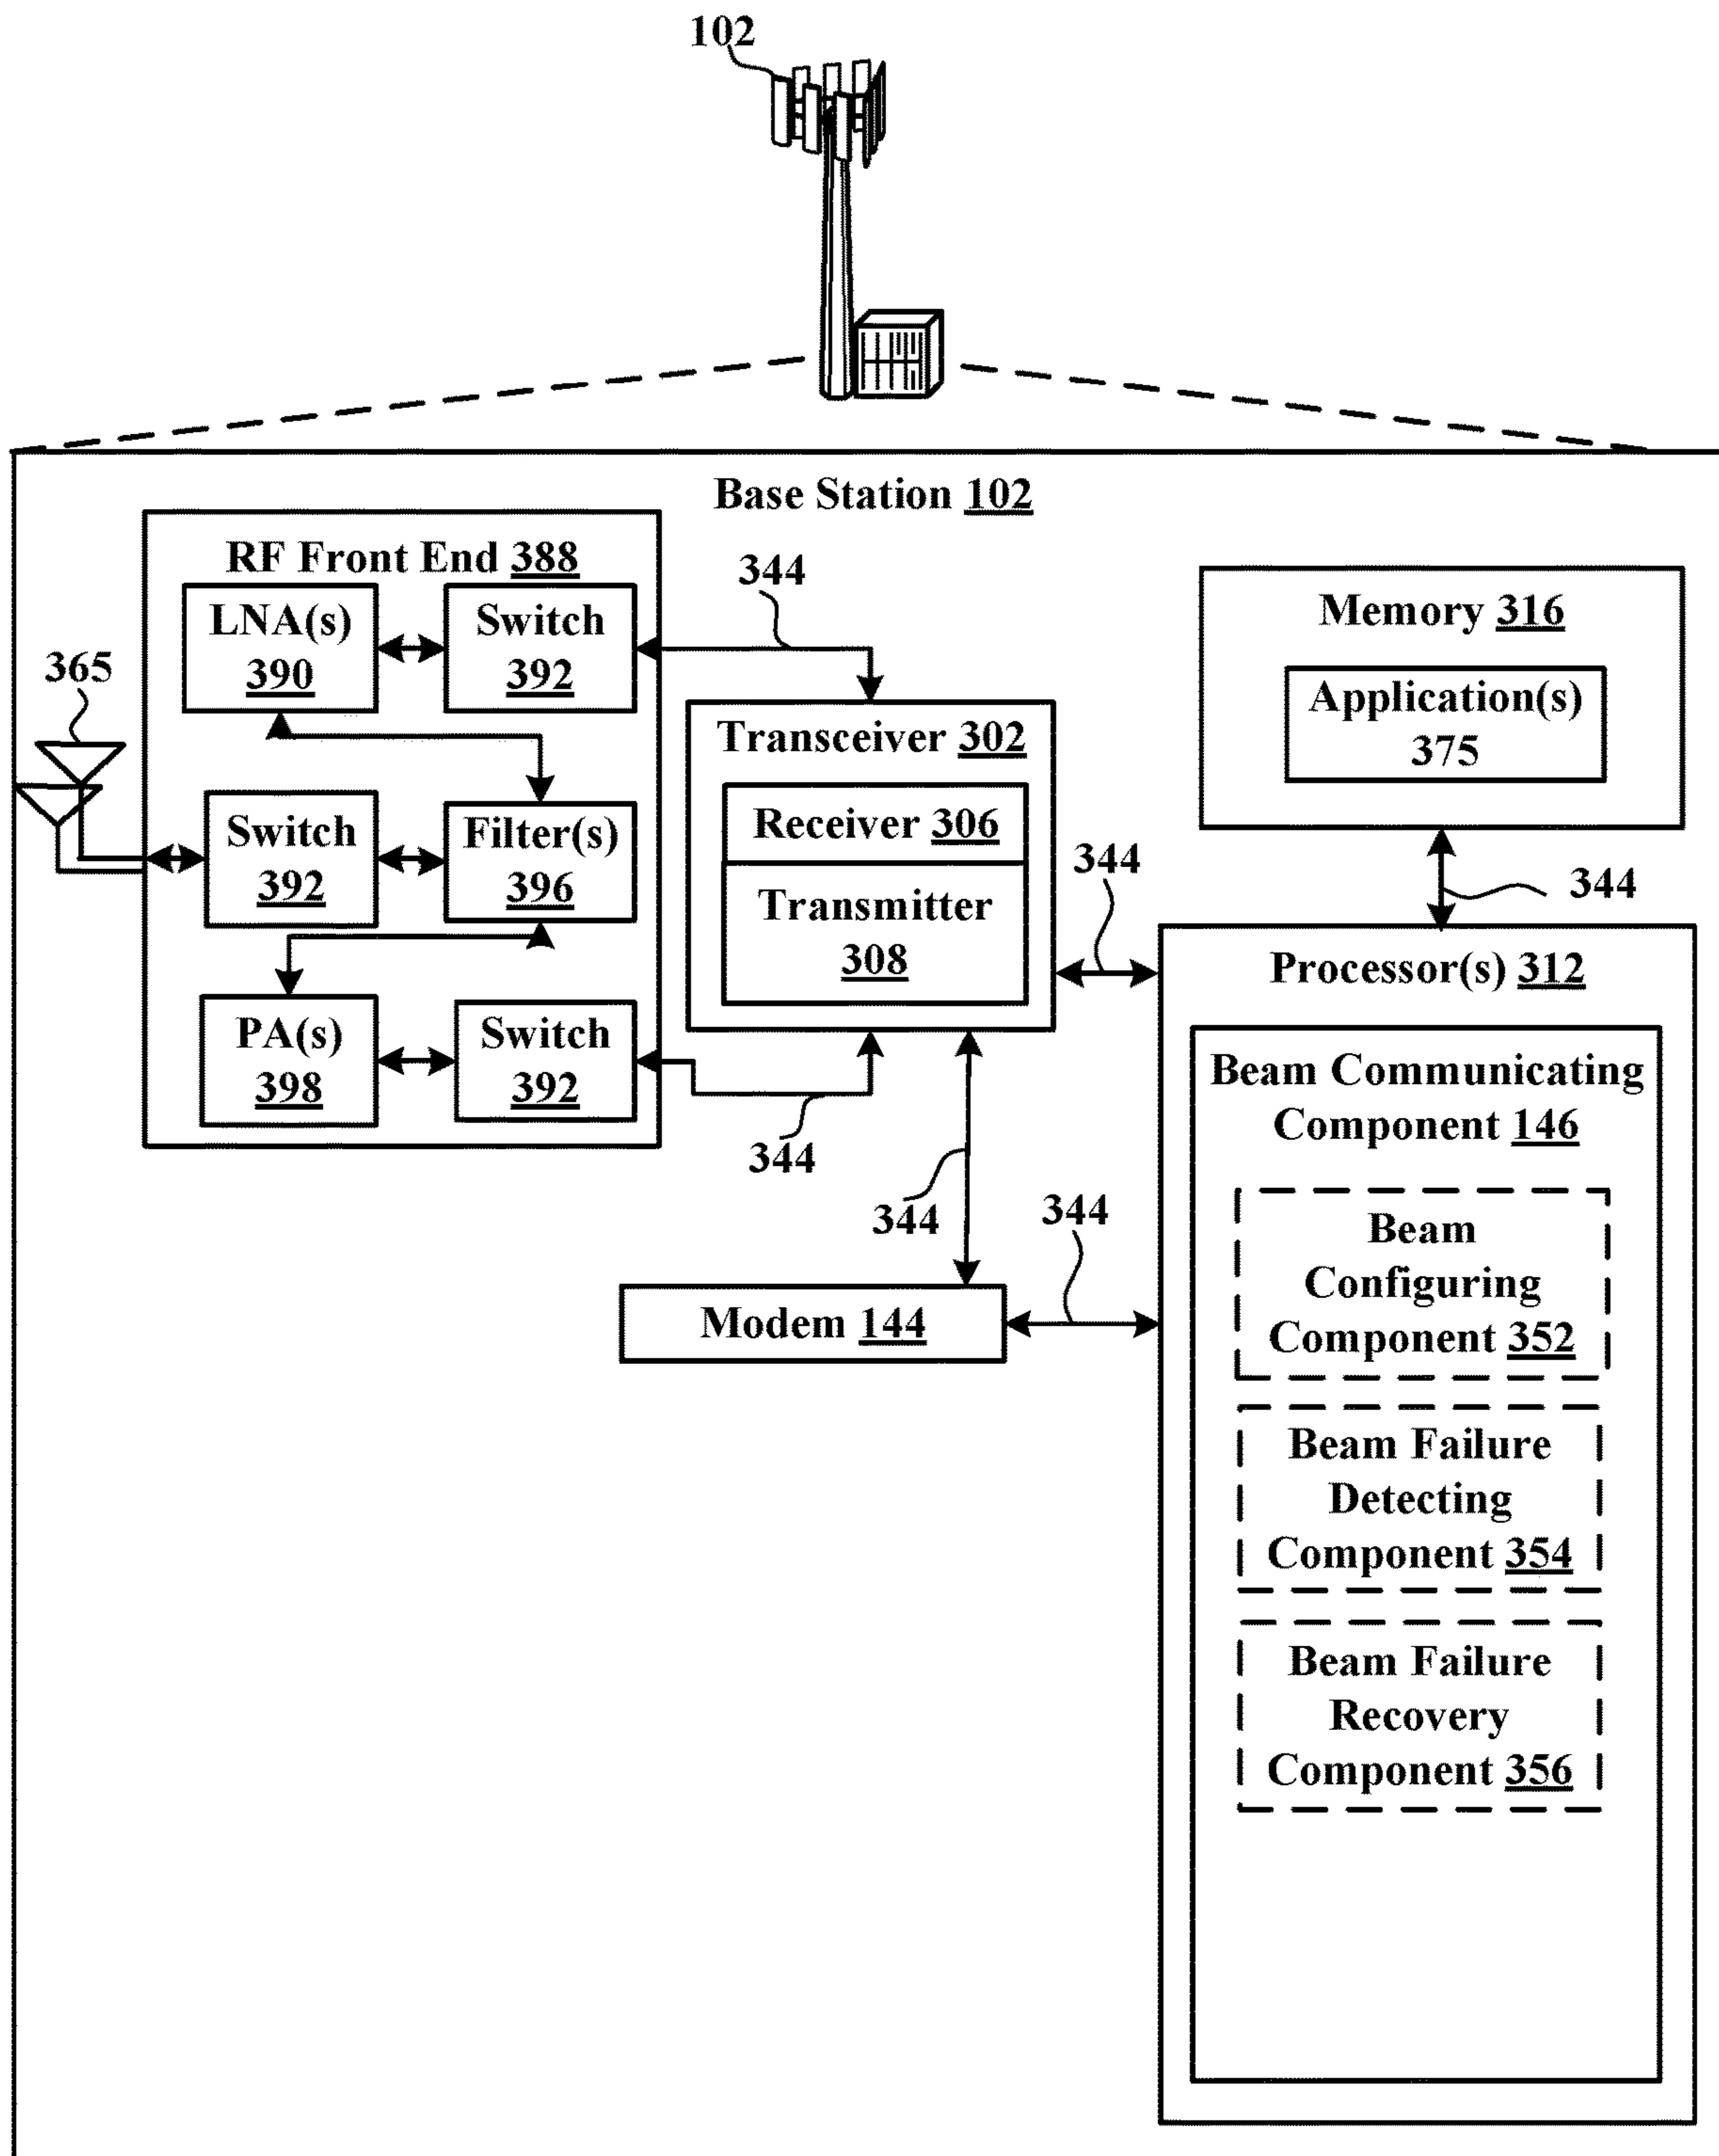 102
Base Station 102
RF Front End 388
LNA(s)
390
Switch
392
344
365
Switch
392
Filter(s)
396
PA(s)
398
Switch
392
344
Transceiver 302
Receiver 306
Transmitter
308
344
344
Modem 144
344
Memory 316
Application(s)
375
344
Processor(s) 312
Beam Communicating
Component 146
Beam
Configuring
Component 352
Beam Failure
Detecting
Component 354
Beam Failure
Recovery
Component 356